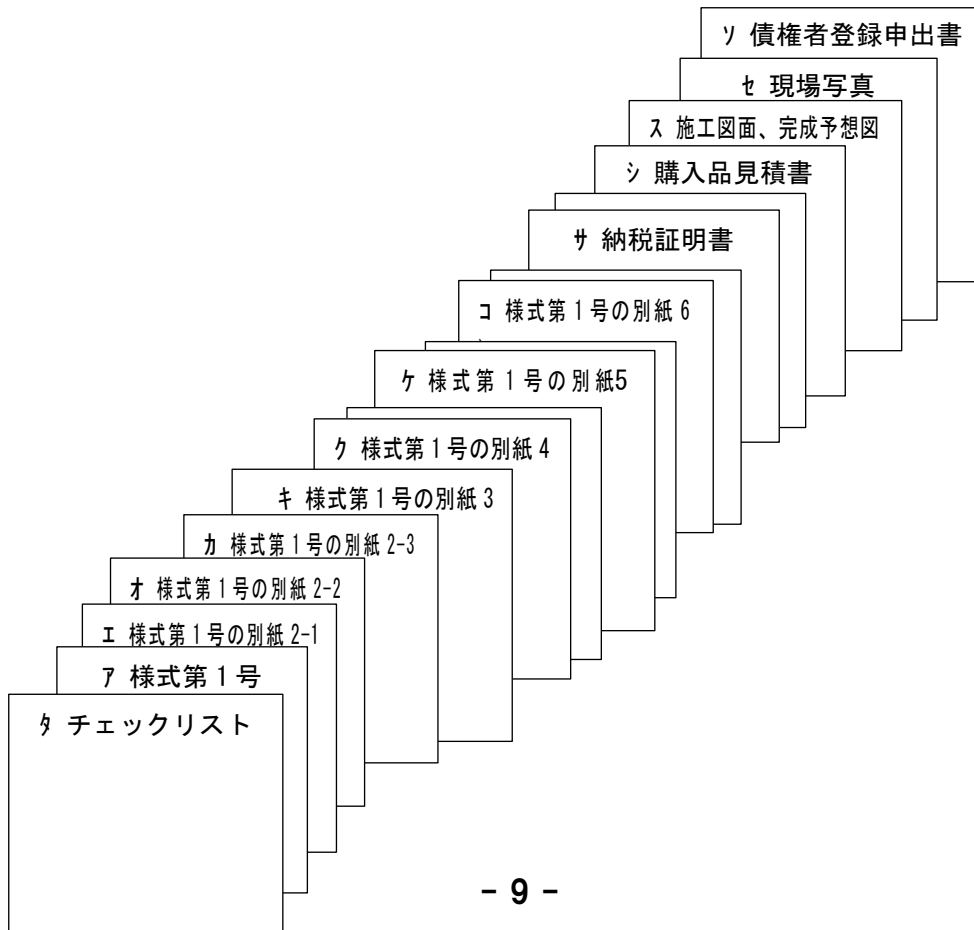 ｿ 債権者登録申出書
ｾ 現場写真
ｽ 施工図面、完成予想図
ｼ 購入品見積書
ｻ 納税証明書
ｺ 様式第１号の別紙６
ｹ 様式第１号の別紙5
ｸ 様式第１号の別紙４
ｷ 様式第１号の別紙３
ｶ 様式第１号の別紙 2-3
ｵ 様式第１号の別紙 2-2
ｴ 様式第１号の別紙 2-1
ｱ 様式第１号
ﾀ チェックリスト
- 9 -